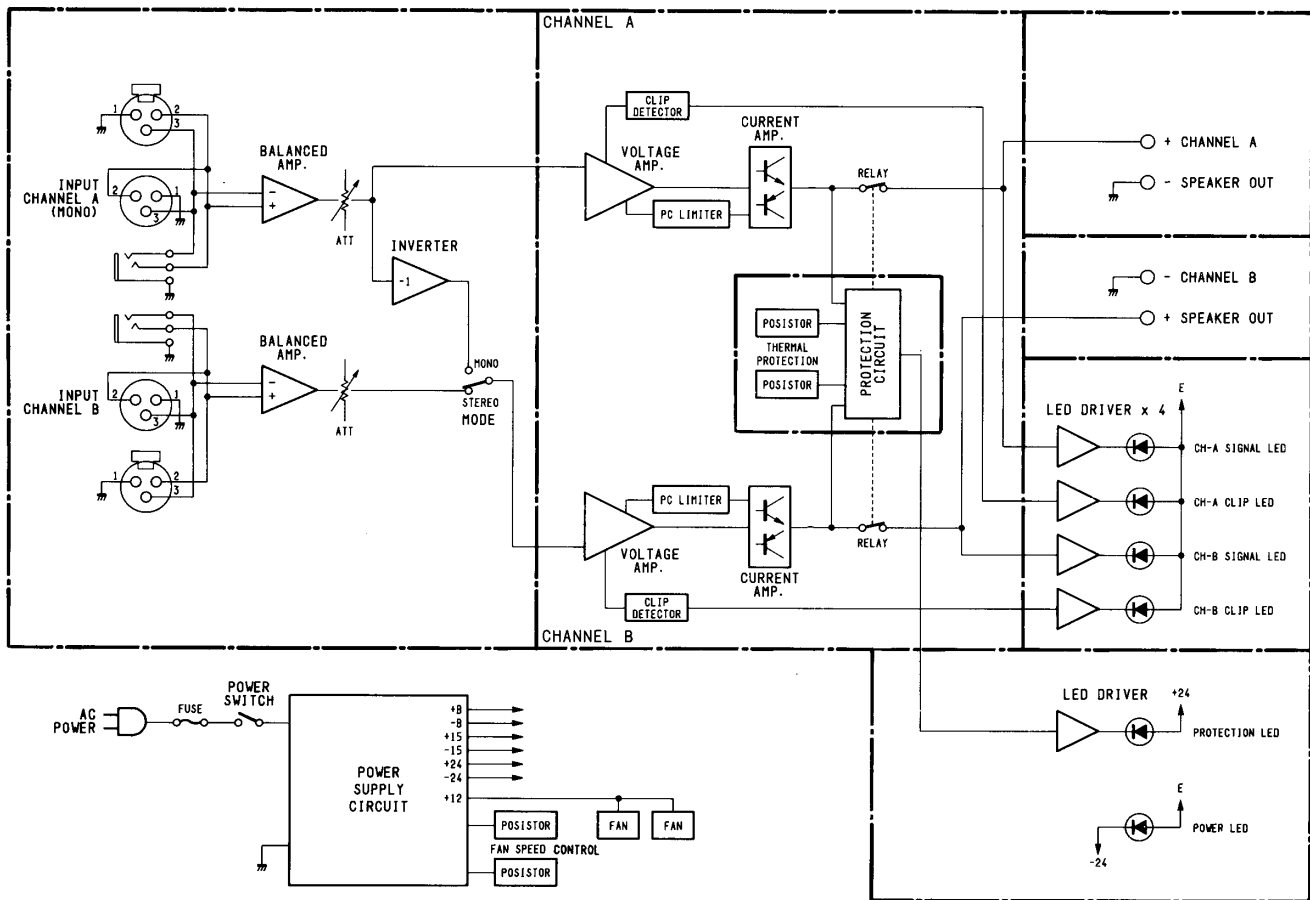 CHANNEL A
1
2
3
INPUT
CHANNEL A
(MONO)
2
1
3
BALANCED
AMP.
-
+
ATT
INVERTER
-1
BALANCED
AMP.
-
+
ATT
MONO
STEREO
MODE
INPUT
CHANNEL B
2
1
3
1
2
3
CLIP
DETECTOR
VOLTAGE
AMP.
PC LIMITER
CURRENT
AMP.
RELAY
POSISTOR
THERMAL
PROTECTION
POSISTOR
PROTECTION
CIRCUIT
PC LIMITER
VOLTAGE
AMP.
CURRENT
AMP.
RELAY
CLIP
DETECTOR
CHANNEL B
+ CHANNEL A
- SPEAKER OUT
- CHANNEL B
+ SPEAKER OUT
E
LED DRIVER x 4
CH-A SIGNAL LED
CH-A CLIP LED
CH-B SIGNAL LED
CH-B CLIP LED
LED DRIVER
+24
PROTECTION LED
E
POWER LED
-24
AC
POWER
FUSE
POWER
SWITCH
POWER
SUPPLY
CIRCUIT
+B
-B
+15
-15
+24
-24
+12
POSISTOR
FAN
FAN
FAN SPEED CONTROL
POSISTOR